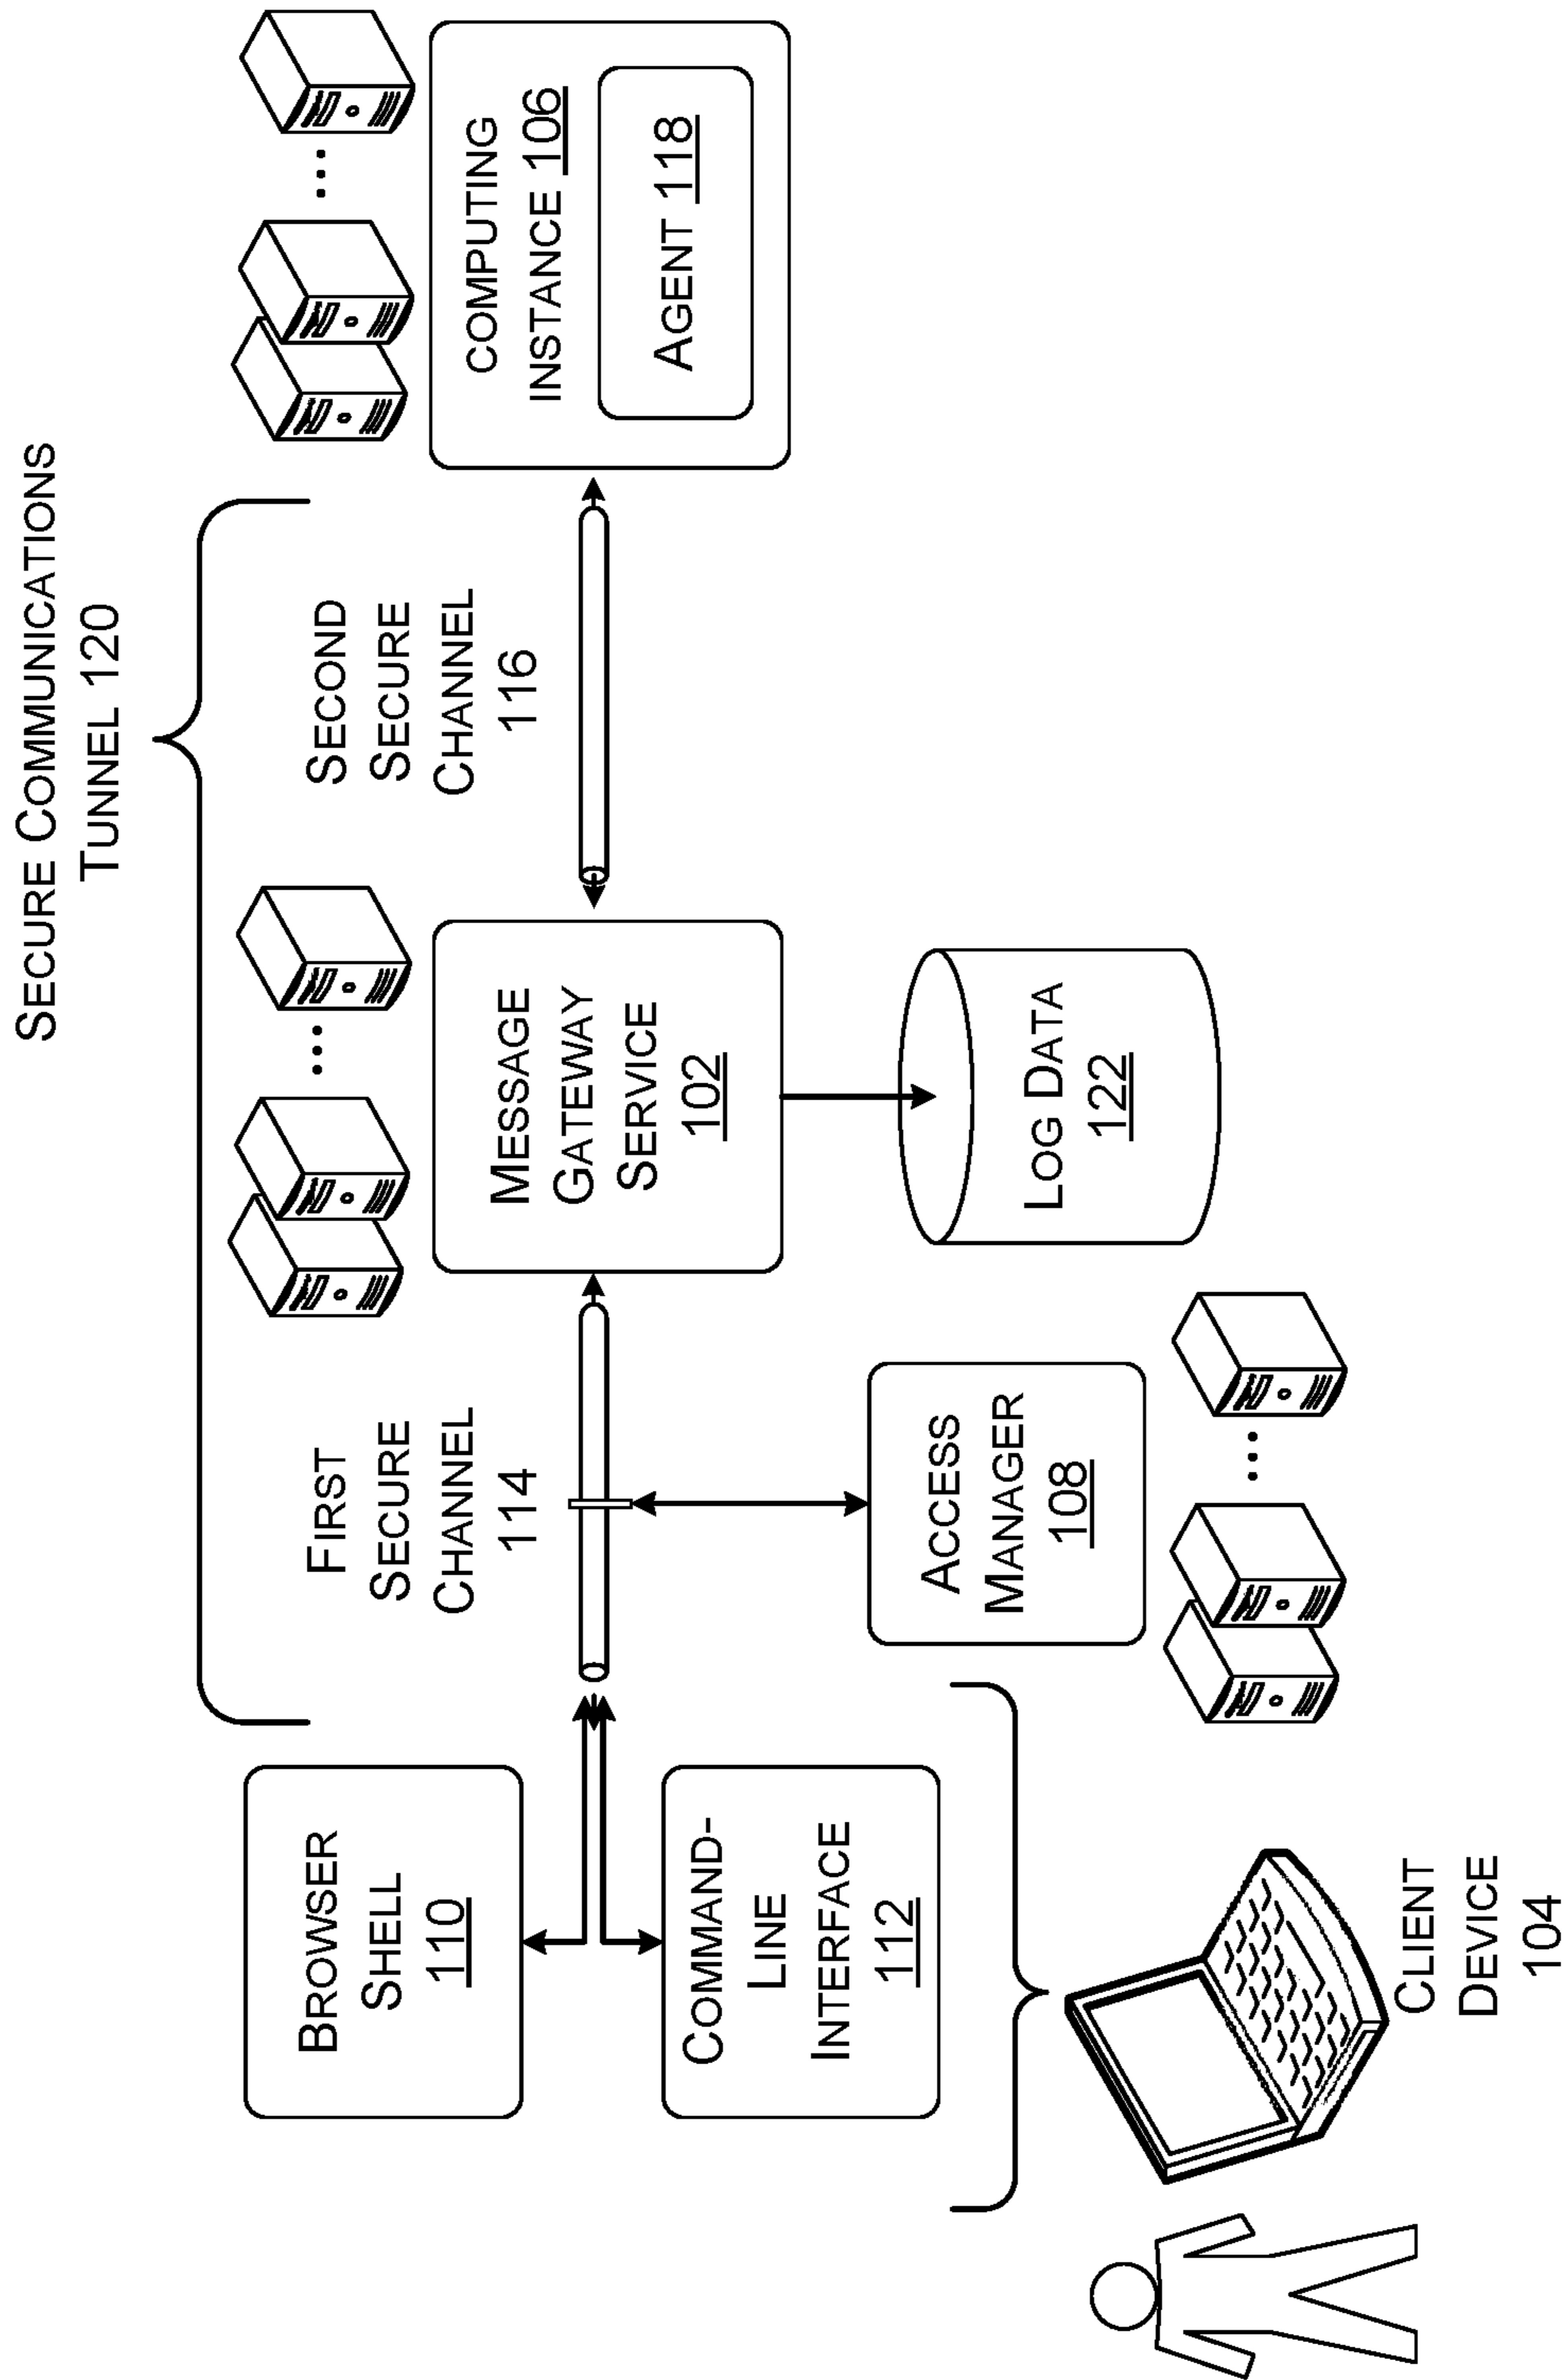 SECURE COMMUNICATIONS
TUNNEL 120
BROWSER
SHELL
110
COMMAND-
LINE
INTERFACE
112
FIRST
SECURE
CHANNEL
114
MESSAGE
GATEWAY
SERVICE
102
SECOND
SECURE
CHANNEL
116
COMPUTING
INSTANCE 106
AGENT 118
ACCESS
MANAGER
108
LOG DATA
122
CLIENT
DEVICE
104